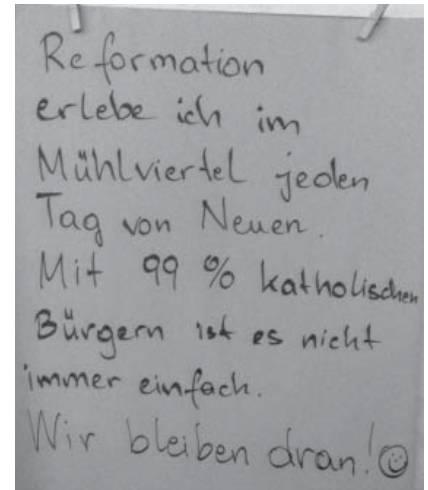 Reformation
erlebe ich im
Mühlviertel jeden
Tag von Neuen.
Mit 99 % katholischen
Bürgern ist es nicht
immer einfach.
Wir bleiben dran!☺